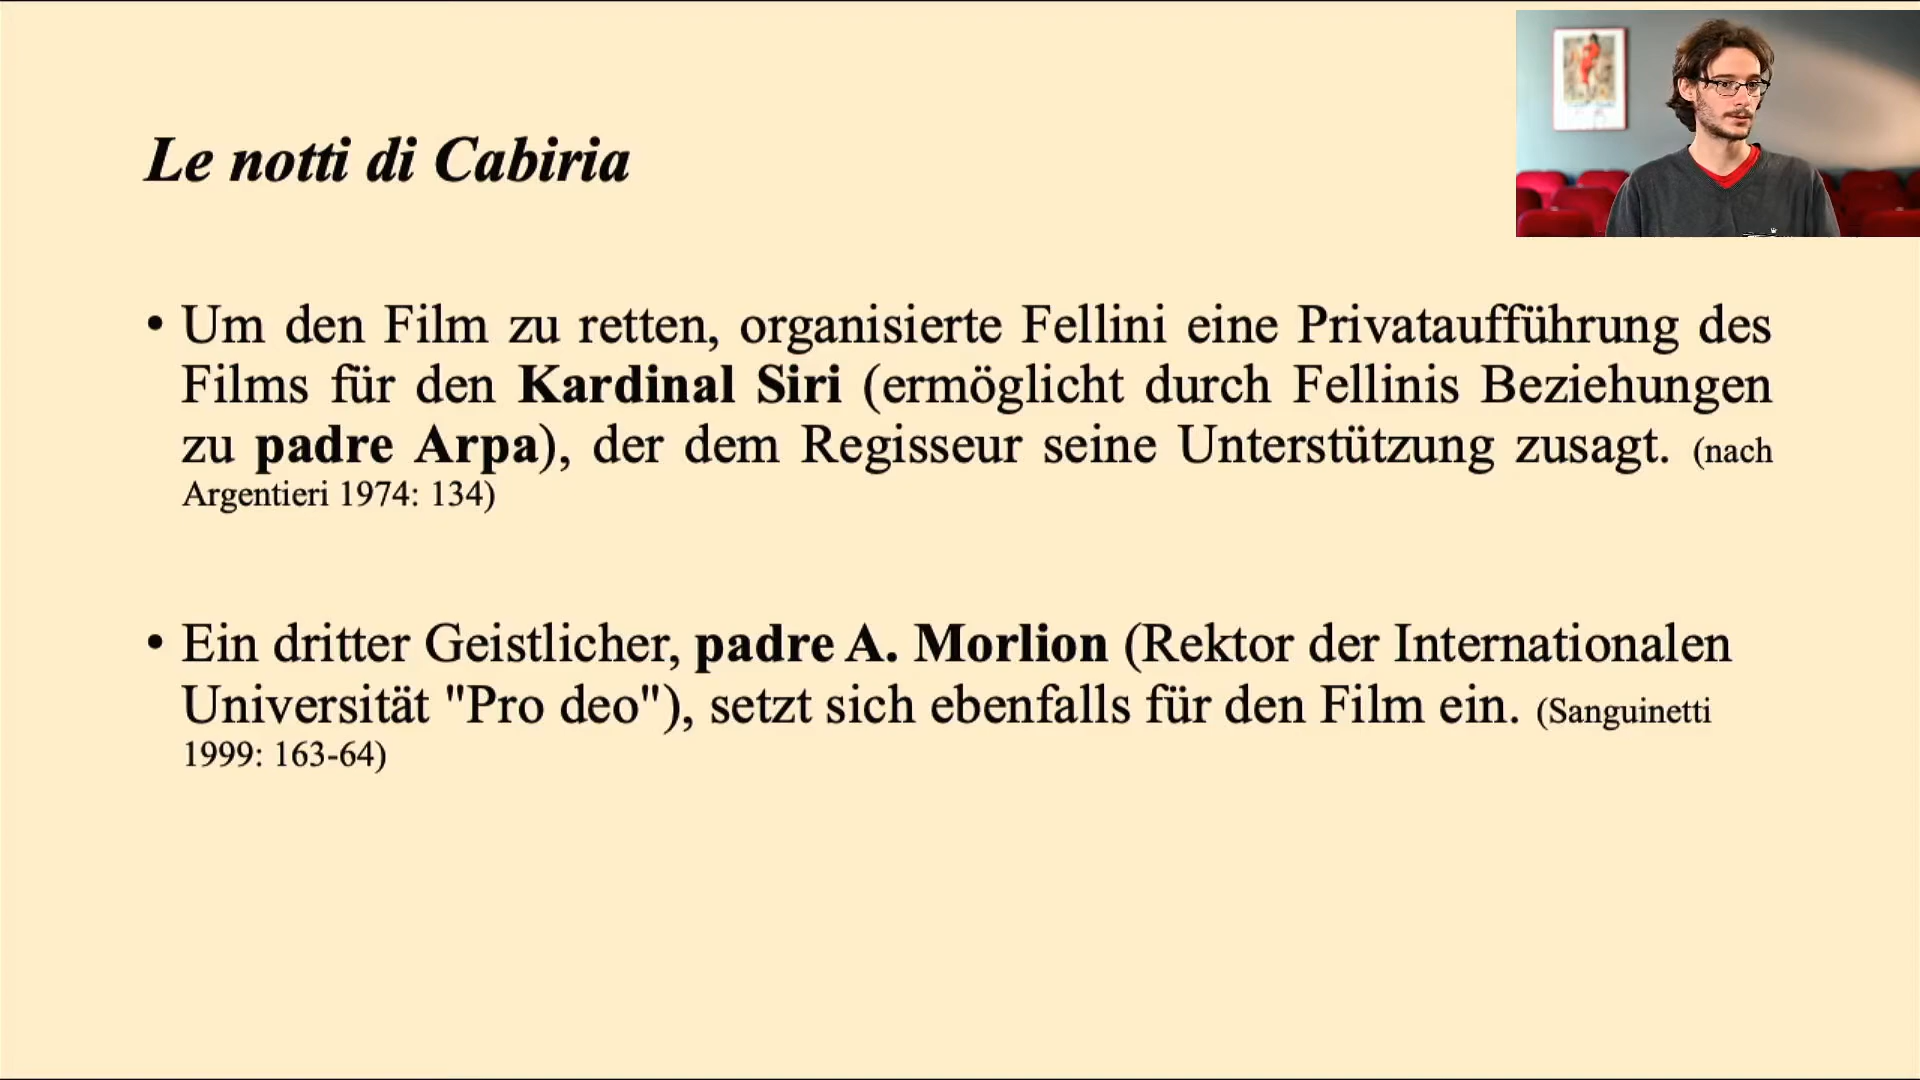 Le notti di Cabiria
• Um den Film zu retten, organisierte Fellini eine Privataufführung des
Films für den Kardinal Siri (ermöglicht durch Fellinis Beziehungen
zu padre Arpa), der dem Regisseur seine Unterstützung zusagt. (nach
Argentieri 1974: 134)
• Ein dritter Geistlicher, padre A. Morlion (Rektor der Internationalen
Universität "Pro deo"), setzt sich ebenfalls für den Film ein. (Sanguinetti
1999: 163-64)